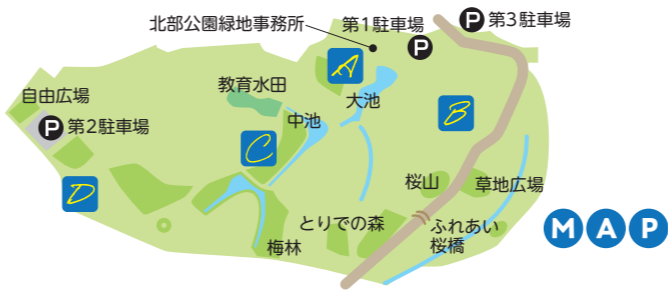 北部公園緑地事務所
第1駐車場
P
P 第3駐車場
A
教育水田
大池
B
自由広場
中池
P 第2駐車場
C
桜山
草地広場
D
とりでの森
ふれあい
桜橋
梅林
MAP